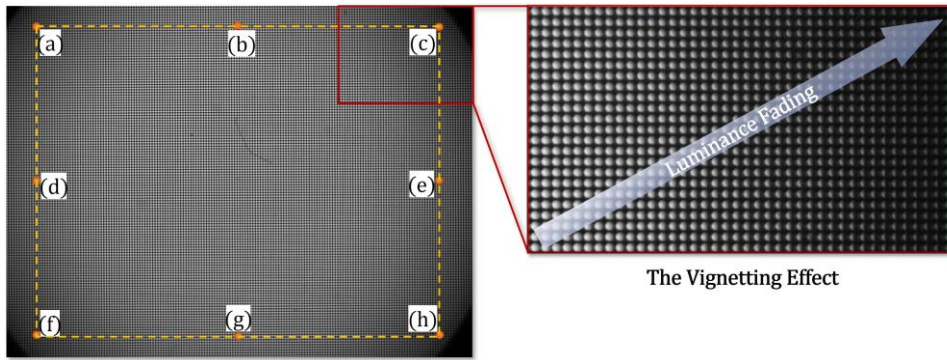 (a)
(b)
(c)
(d)
(e)
(f)
(g)
(h)
Luminance Fading
The Vignetting Effect